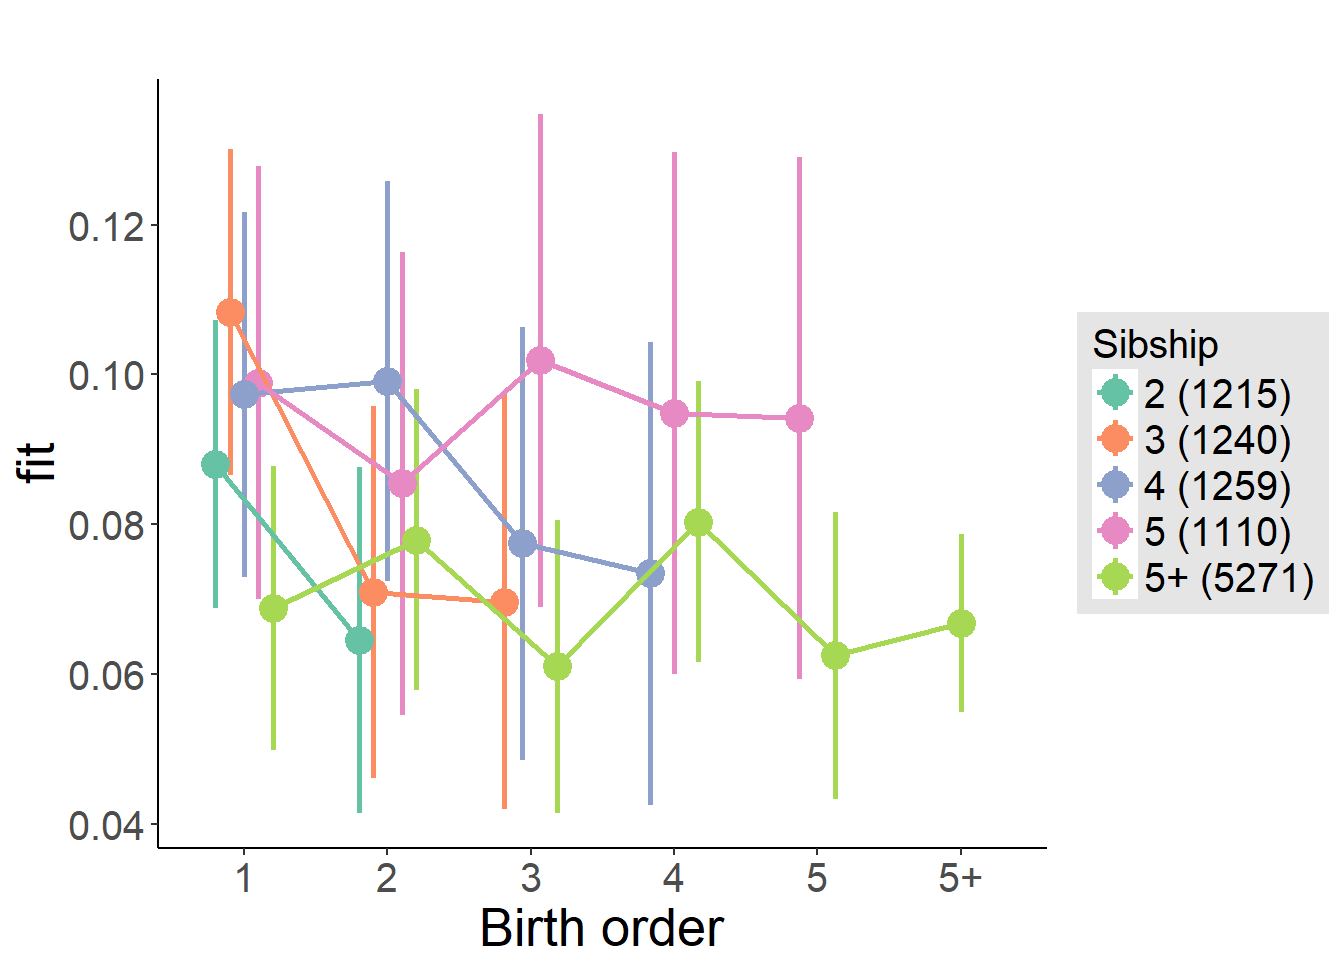 0.12
0.10
0.08
0.06
0.04
fit
1 2 3 4 5 5+
Birth order
Sibship
2 (1215)
3 (1240)
4 (1259)
5 (1110)
5+ (5271)